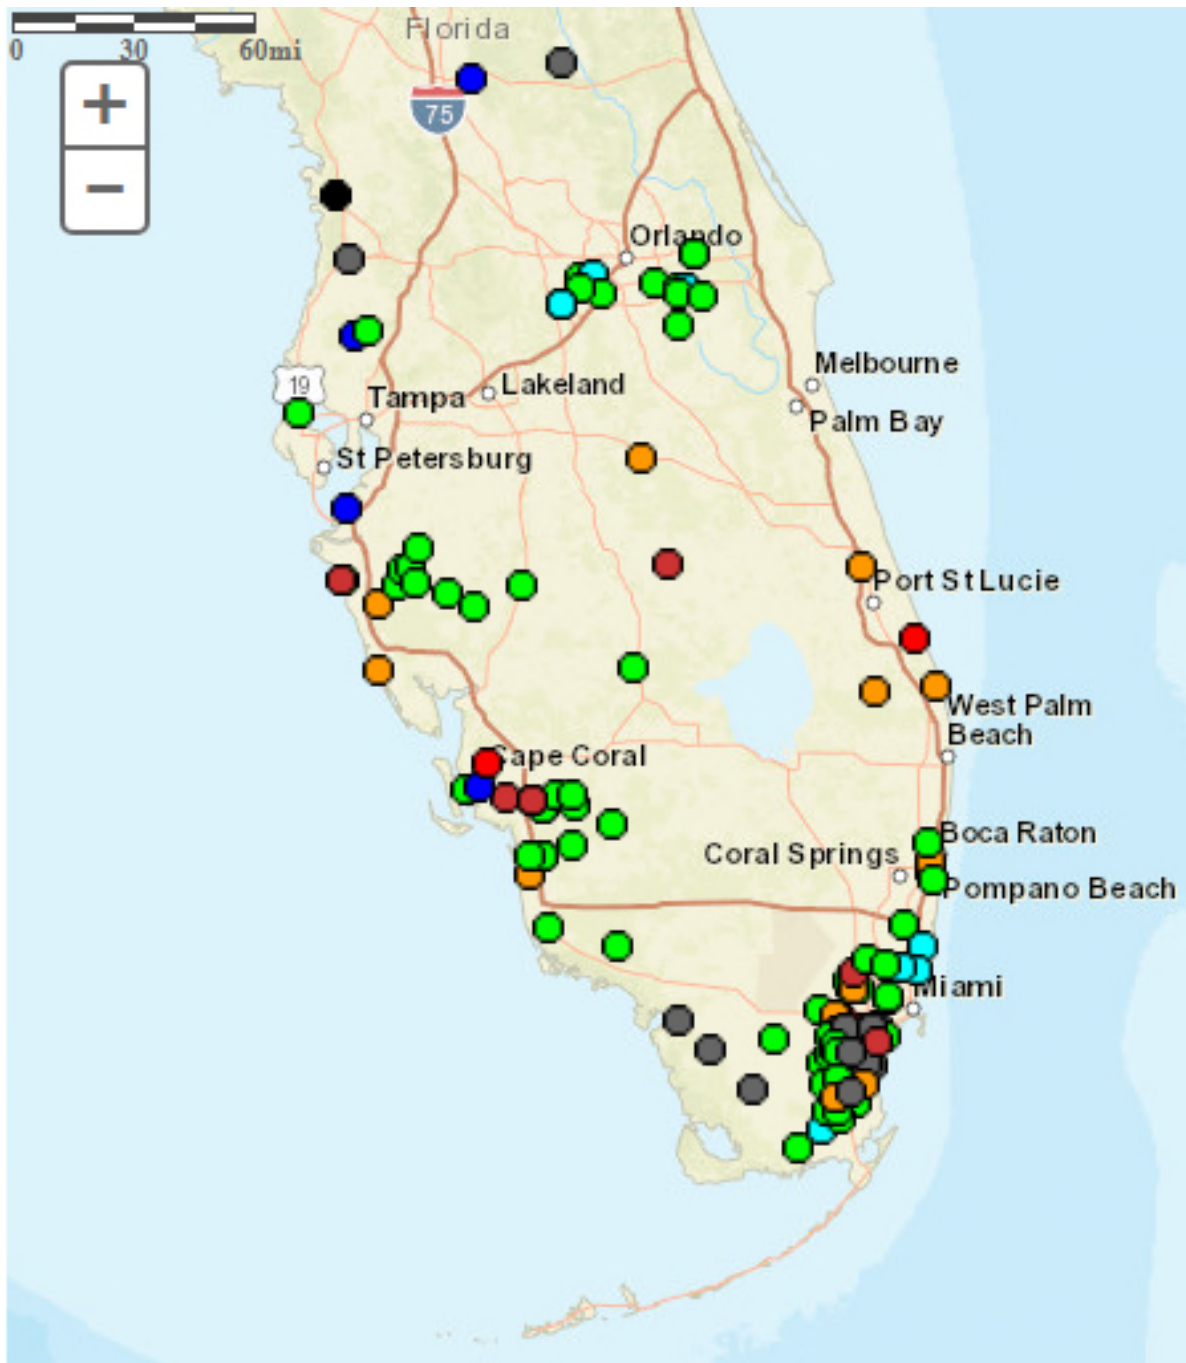 Florida
0 30 60mi
+
75
−
Orlando
Melbourne
19
Lakeland
Tampa
Palm Bay
St Petersburg
Port St Lucie
West Palm
Beach
Cape Coral
Boca Raton
Coral Springs
Pompano Beach
Miami